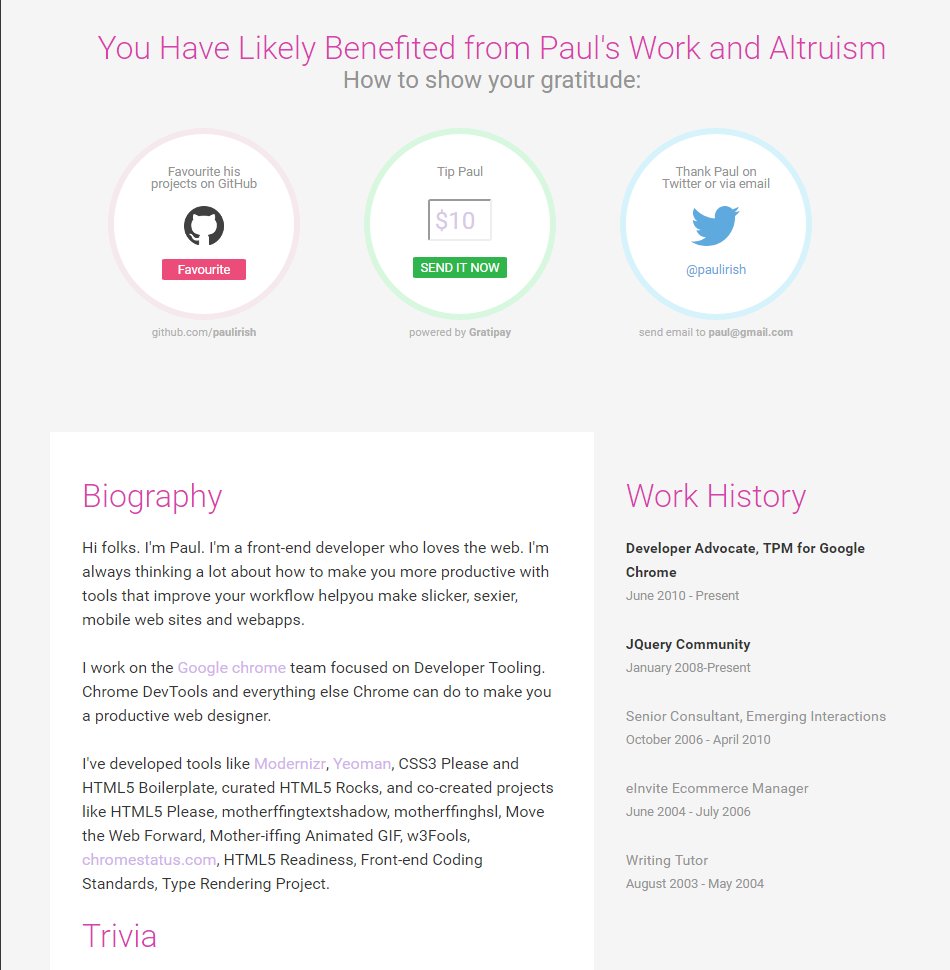 You Have Likely Benefited from Paul's Work and Altruism
How to show your gratitude:
Favourite his
projects on GitHub
Favourite
github.com/paulirish
Tip Paul
$10
SEND IT NOW
powered by Gratipay
Thank Paul on
Twitter or via email
@paulirish
send email to paul@gmail.com
Biography
Hi folks. I'm Paul. I'm a front-end developer who loves the web. I'm
always thinking a lot about how to make you more productive with
tools that improve your workflow helpyou make slicker, sexier,
mobile web sites and webapps.
I work on the Google chrome team focused on Developer Tooling.
Chrome DevTools and everything else Chrome can do to make you
a productive web designer.
I've developed tools like Modernizr, Yeoman, CSS3 Please and
HTML5 Boilerplate, curated HTML5 Rocks, and co-created projects
like HTML5 Please, motherffingtextshadow, motherffinghsl, Move
the Web Forward, Mother-iffing Animated GIF, w3Fools,
chromestatus.com, HTML5 Readiness, Front-end Coding
Standards, Type Rendering Project.
Trivia
Work History
Developer Advocate, TPM for Google
Chrome
June 2010 - Present
JQuery Community
January 2008-Present
Senior Consultant, Emerging Interactions
October 2006 - April 2010
eInvite Ecommerce Manager
June 2004 - July 2006
Writing Tutor
August 2003 - May 2004